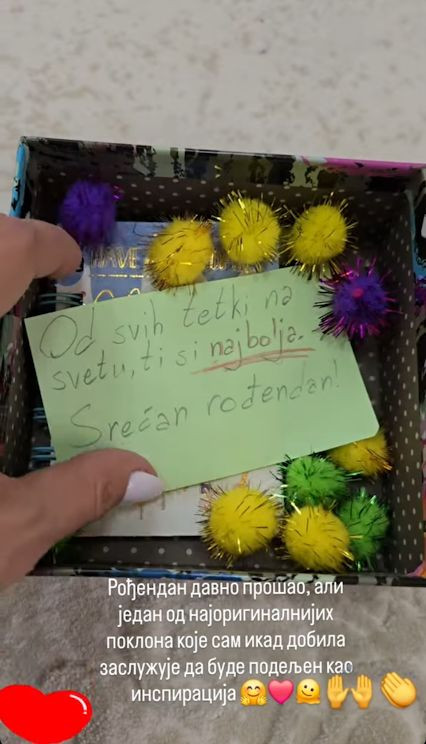 HAVE
Od svih tetki na
svetu, ti si najbolja.
Srećan rođendan!
Рођендан давно прошао, али
један од најоригиналнијих
поклона које сам икад добила
заслужује да буде подељен као
инспирација 🤗💗🫠🙌👏